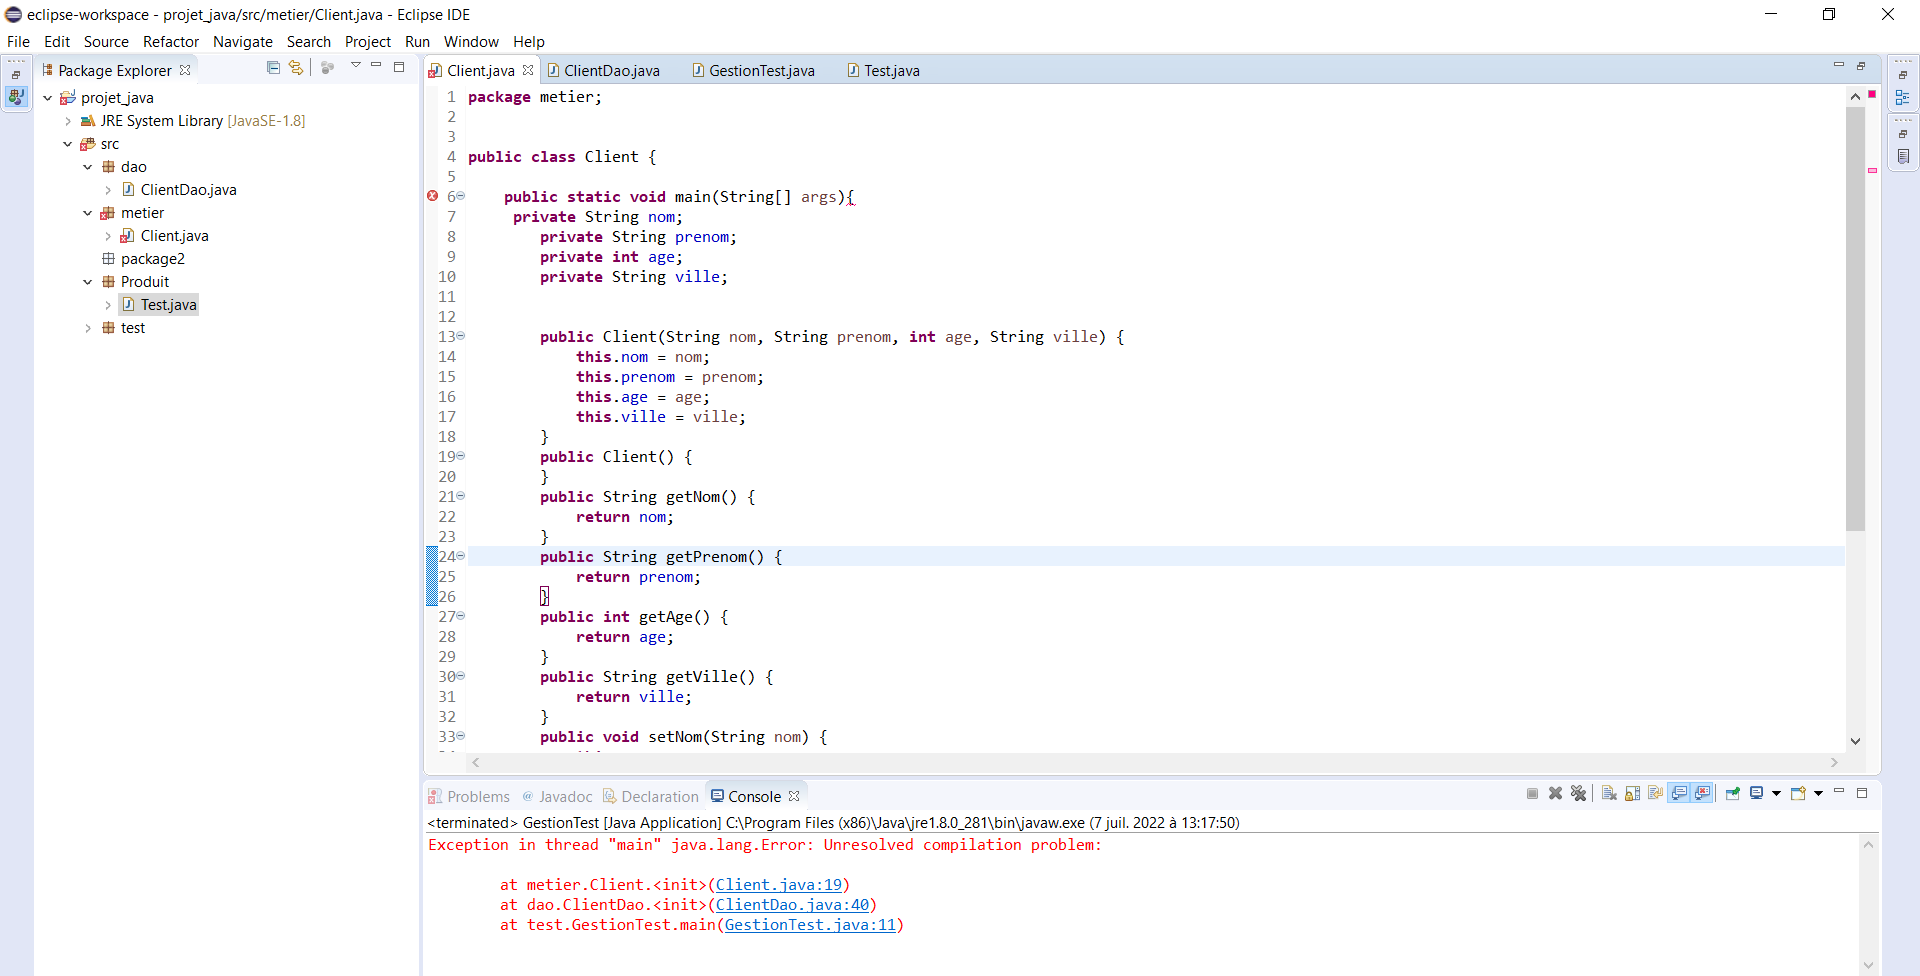 eclipse-workspace - projet_java/src/metier/Client.java - Eclipse IDE
File Edit Source Refactor Navigate Search Project Run Window Help
Package Explorer
projet_java
JRE System Library [JavaSE-1.8]
src
dao
ClientDao.java
metier
Client.java
package2
Produit
Test.java
test
Client.java ClientDao.java GestionTest.java Test.java
1 package metier;
2
3
4 public class Client {
5
6 public static void main(String[] args){
7 private String nom;
8 private String prenom;
9 private int age;
10 private String ville;
11
12
13 public Client(String nom, String prenom, int age, String ville) {
14 this.nom = nom;
15 this.prenom = prenom;
16 this.age = age;
17 this.ville = ville;
18 }
19 public Client() {
20 }
21 public String getNom() {
22 return nom;
23 }
24 public String getPrenom() {
25 return prenom;
26 }
27 public int getAge() {
28 return age;
29 }
30 public String getVille() {
31 return ville;
32 }
33 public void setNom(String nom) {
Problems @ Javadoc Declaration Console
<terminated> GestionTest [Java Application] C:\Program Files (x86)\Java\jre1.8.0_281\bin\javaw.exe (7 juil. 2022 à 13:17:50)
Exception in thread "main" java.lang.Error: Unresolved compilation problem:
at metier.Client.<init>(Client.java:19)
at dao.ClientDao.<init>(ClientDao.java:40)
at test.GestionTest.main(GestionTest.java:11)